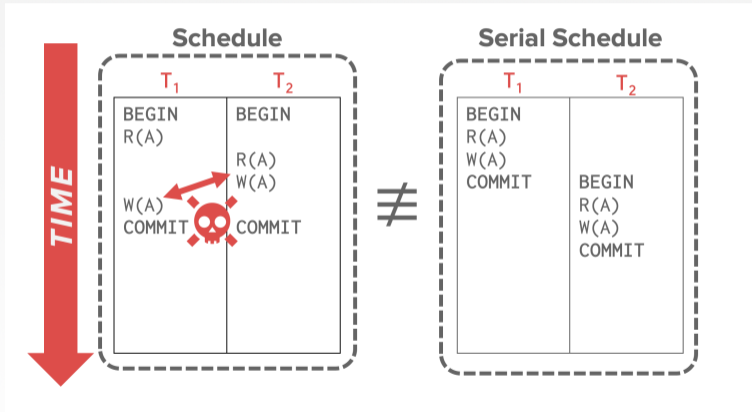 Schedule
T1 T2
BEGIN BEGIN
R(A)
R(A)
W(A)
W(A)
COMMIT COMMIT
TIME
≢
Serial Schedule
T1 T2
BEGIN
R(A)
W(A)
COMMIT BEGIN
R(A)
W(A)
COMMIT